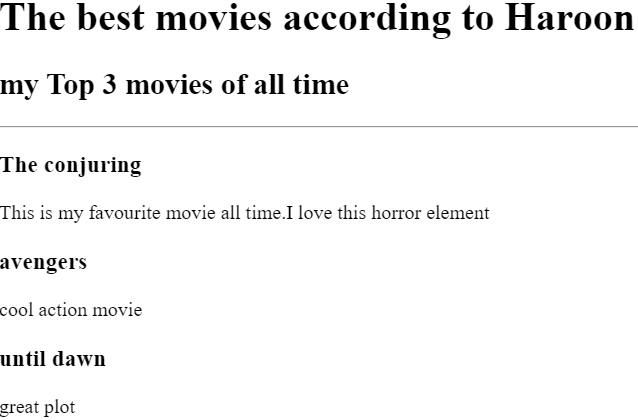 The best movies according to Haroon
my Top 3 movies of all time
The conjuring
This is my favourite movie all time.I love this horror element
avengers
cool action movie
until dawn
great plot